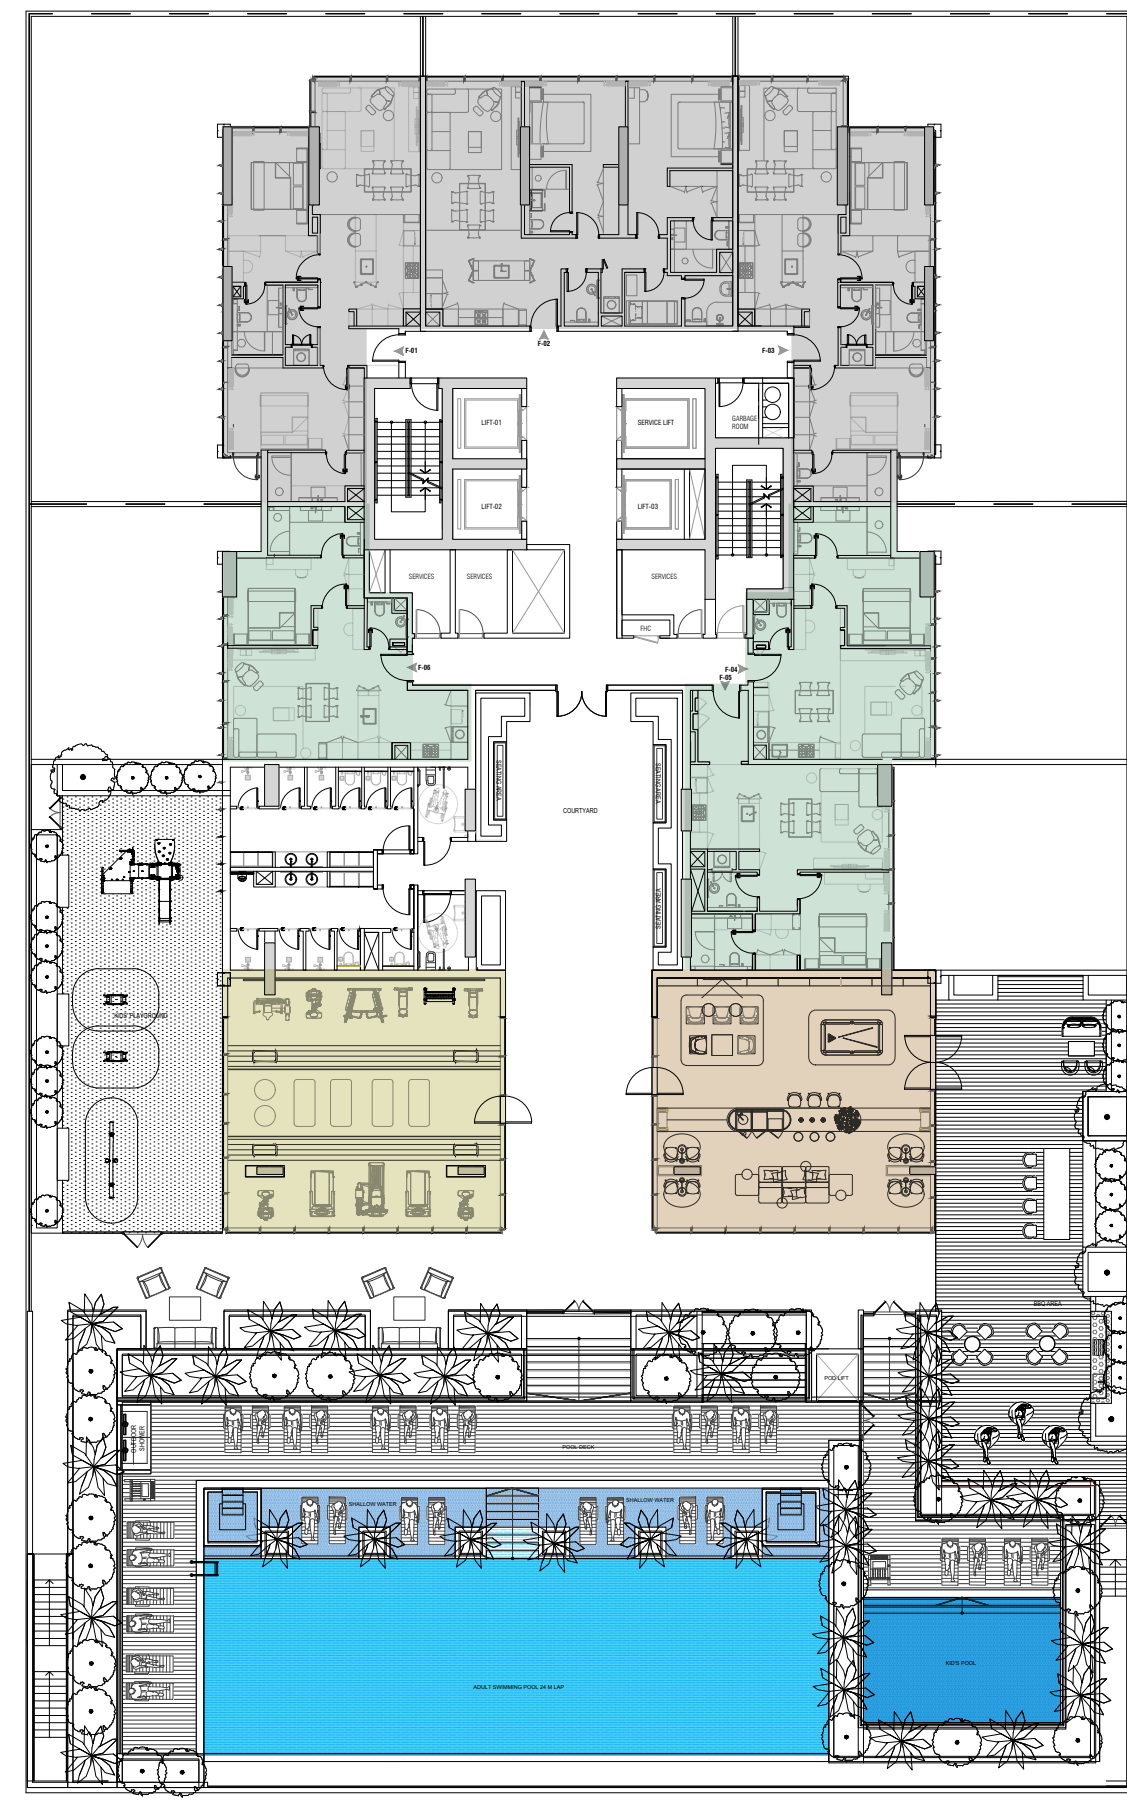 F-01
F-02
F-03
LIFT-01
SERVICE LIFT
GARBAGE
ROOM
LIFT-02
LIFT-03
SERVICES
SERVICES
SERVICES
FHC
F-06
F-04
F-05
SEATING AREA
SEATING AREA
COURTYARD
SEATING AREA
KIDS' PLAYGROUND
BBQ AREA
POD LIFT
OUTDOOR
SHOWER
POOL DECK
SHALLOW WATER
SHALLOW WATER
KID'S POOL
ADULT SWIMMING POOL 24 M LAP